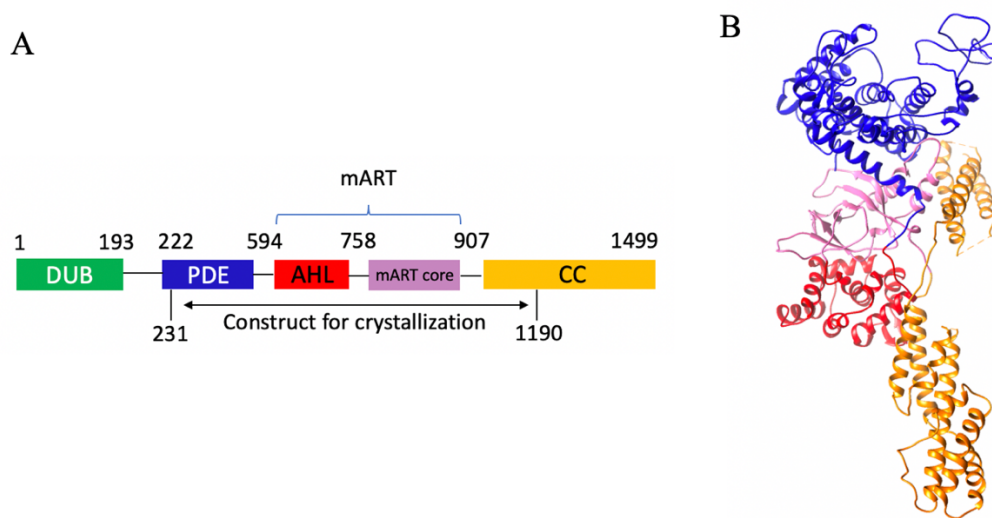 A
B
mART
1 193 222 594 758 907 1499
DUB PDE AHL mART core CC
Construct for crystallization
231 1190